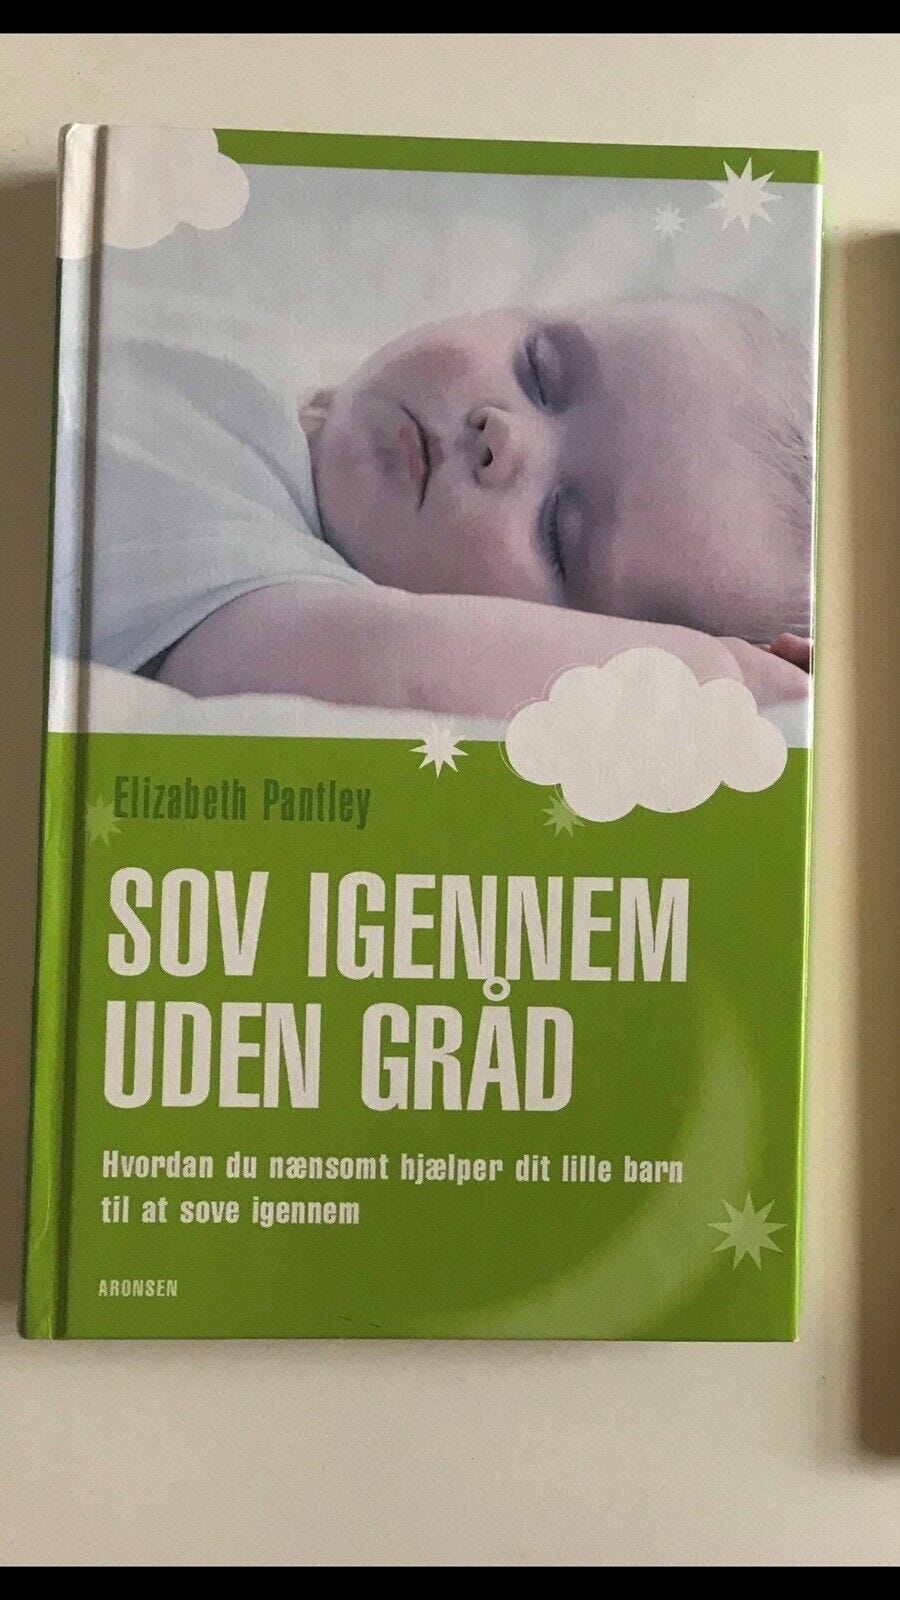 Elizabeth Pantley
SOV IGENNEM
UDEN GRÅD
Hvordan du nænsomt hjælper dit lille barn
til at sove igennem
ARONSEN